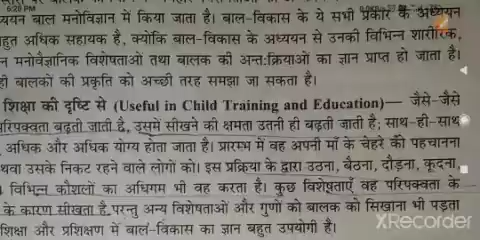 6:20 PM
ययन बाल मनोविज्ञान में किया जाता है। बाल-विकास के ये सभी प्रकार के अध्ययन
बहुत अधिक सहायक है, क्योंकि बाल-विकास के अध्ययन से उनकी विभिन्न शारीरिक,
न मनोवैज्ञानिक विशेषताओं तथा बालक की अन्तःक्रियाओं का ज्ञान प्राप्त हो जाता है।
ही बालकों की प्रकृति को अच्छी तरह समझा जा सकता है।
शिक्षा की दृष्टि से (Useful in Child Training and Education)— जैसे-जैसे
परिपक्वता बढ़ती जाती है, उसमें सीखने की क्षमता उतनी ही बढ़ती जाती है; साथ-ही-साथ
अधिक और अधिक योग्य होता जाता है। प्रारम्भ में वह अपनी माँ के चेहरे को पहचानना
थवा उसके निकट रहने वाले लोगों को। इस प्रक्रिया के द्वारा उठना, बैठना, दौड़ना, कूदना,
विभिन्न कौशलों का अधिगम भी वह करता है। कुछ विशेषताएँ वह परिपक्वता के
के कारण सीखता है, परन्तु अन्य विशेषताओं और गुणों को बालक को सिखाना भी पड़ता
शिक्षा और प्रशिक्षण में बाल-विकास का ज्ञान बहुत उपयोगी है।
XRecorder